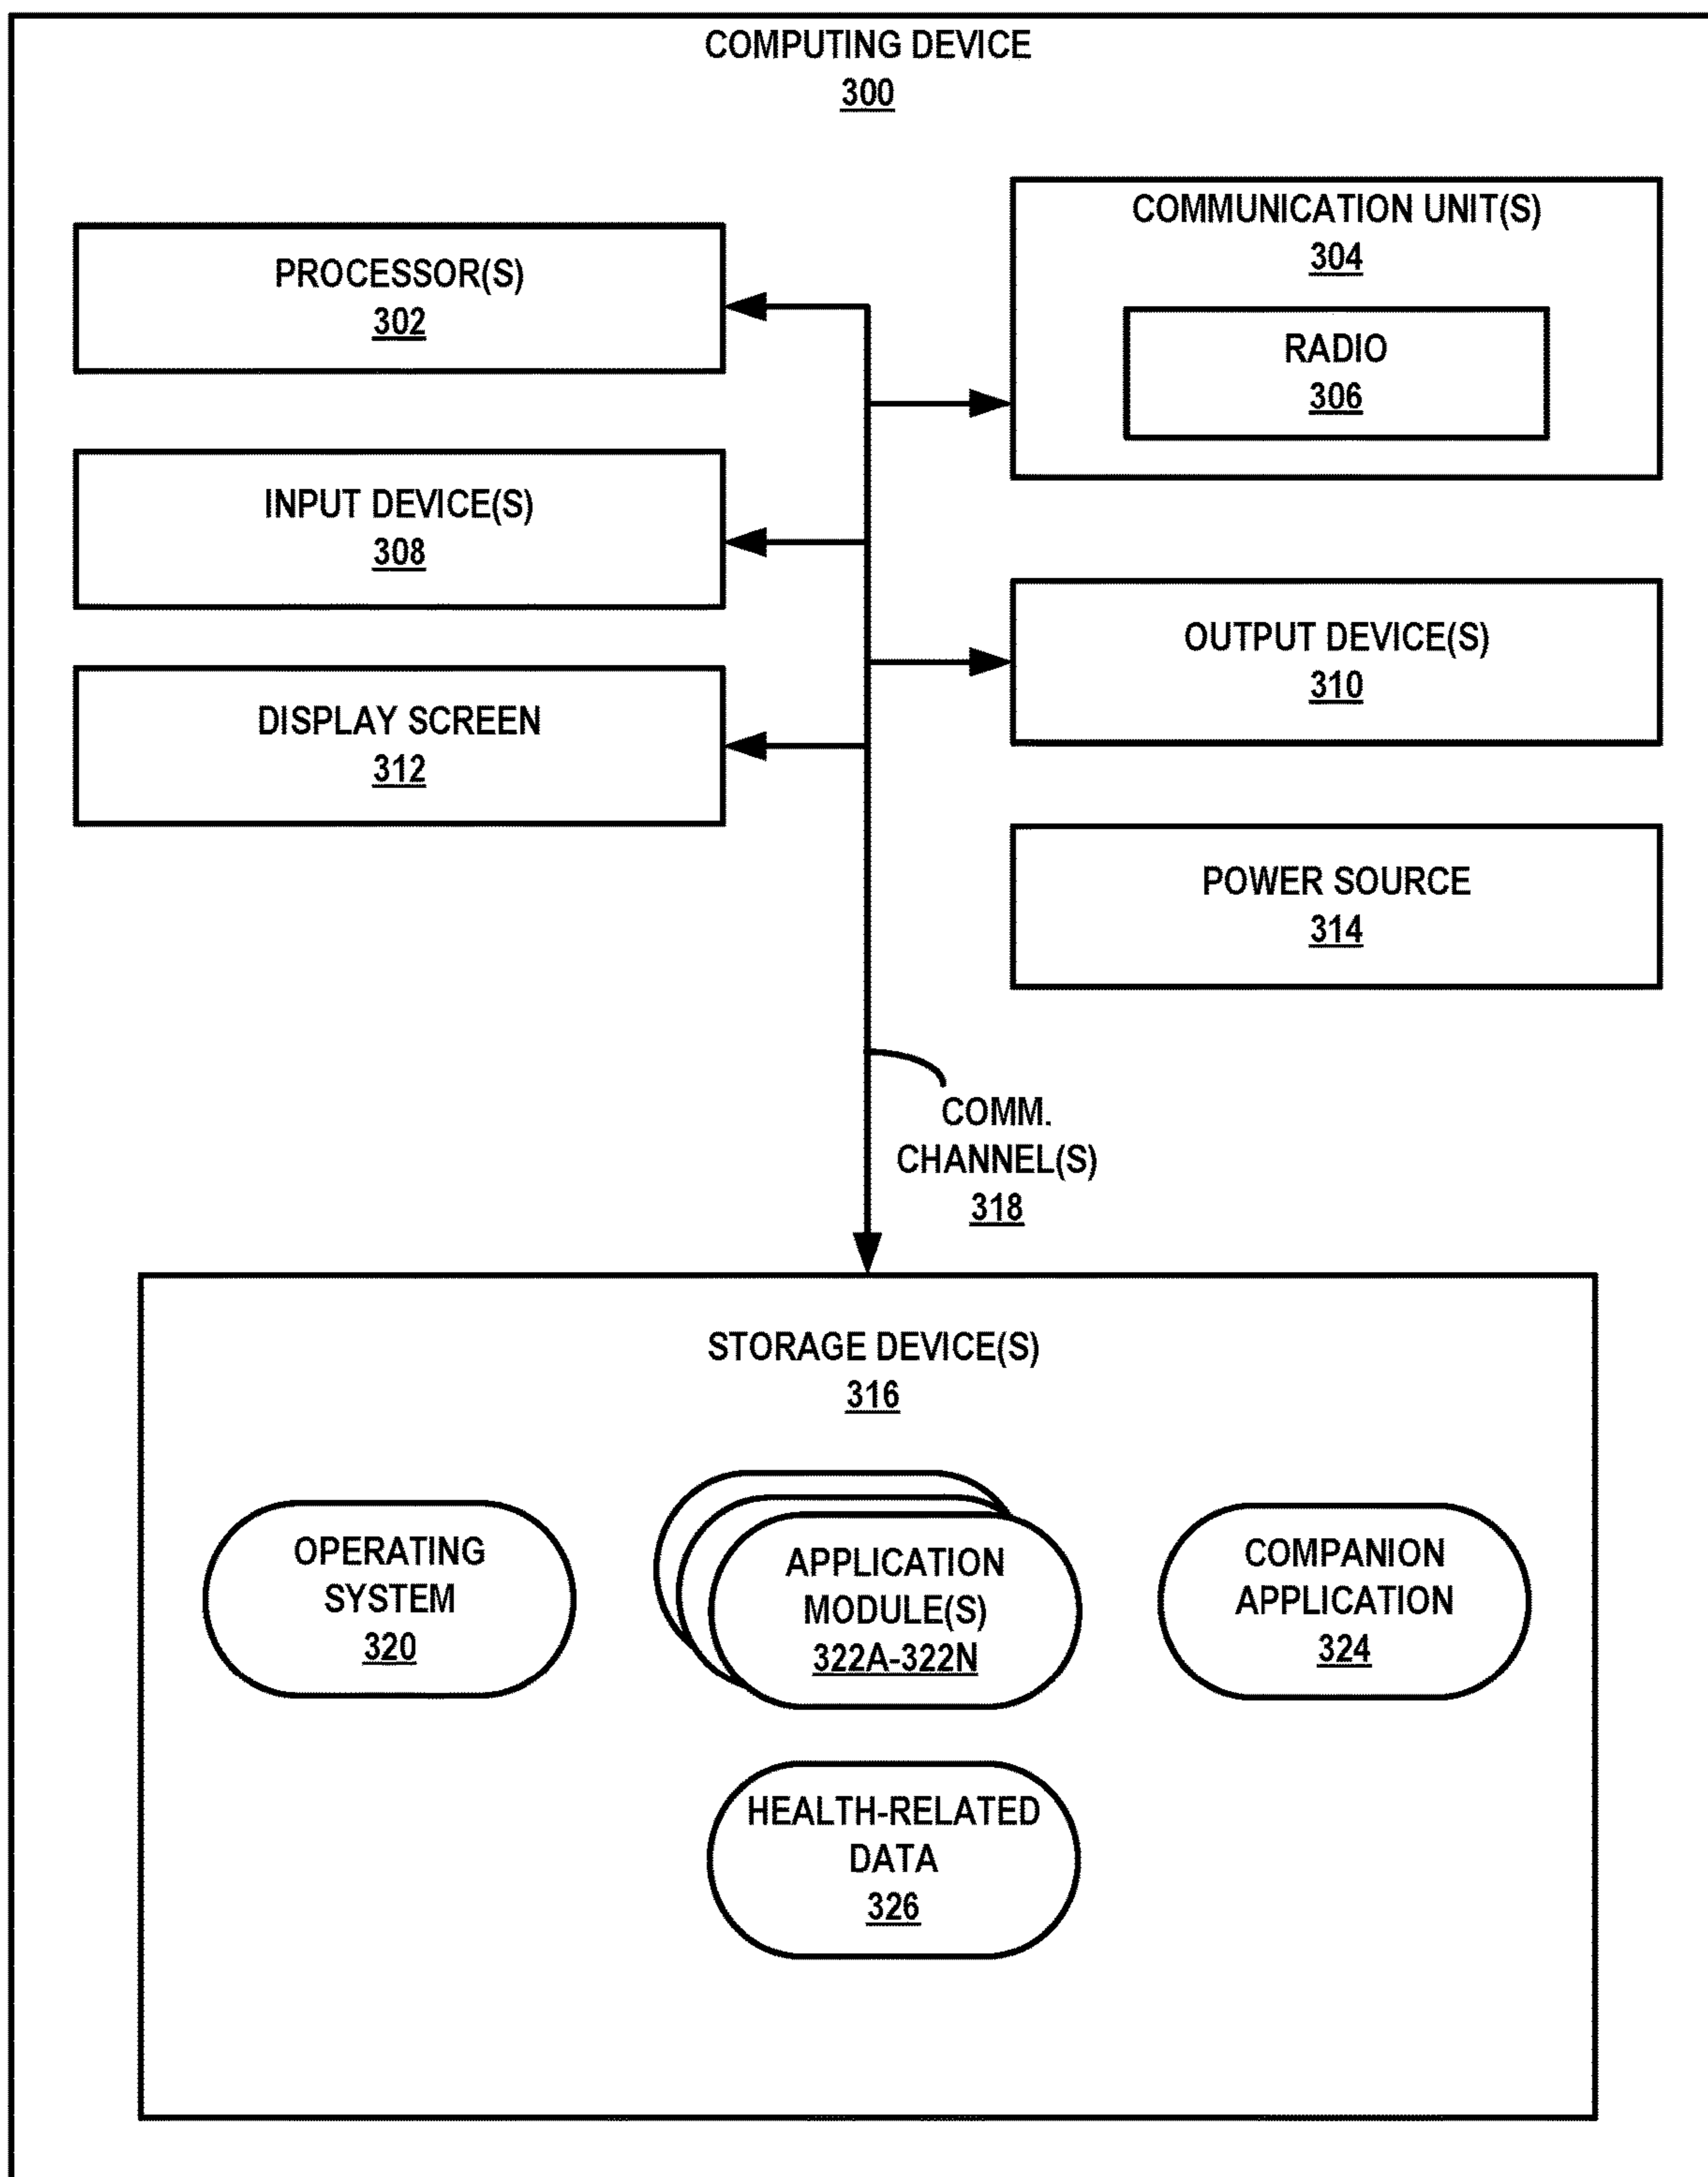 COMPUTING DEVICE
300
PROCESSOR(S)
302
COMMUNICATION UNIT(S)
304
RADIO
306
INPUT DEVICE(S)
308
OUTPUT DEVICE(S)
310
DISPLAY SCREEN
312
POWER SOURCE
314
COMM.
CHANNEL(S)
318
STORAGE DEVICE(S)
316
OPERATING
SYSTEM
320
APPLICATION
MODULE(S)
322A-322N
COMPANION
APPLICATION
324
HEALTH-RELATED
DATA
326